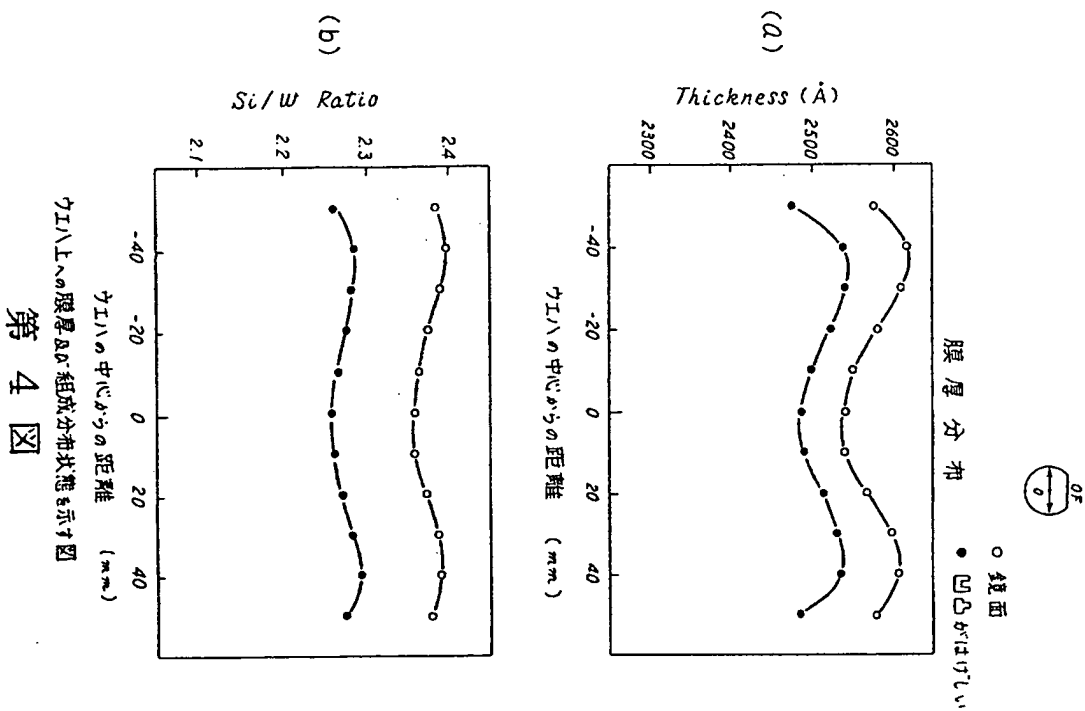 OF
0
○ 鏡面
● 凹凸がはげしい
膜厚分布
(a)
Thickness (Å)
2600
2500
2400
2300
-40
-20
0
20
40
ウエハの中心からの距離 (mm)
(b)
Si/W Ratio
2.4
2.3
2.2
2.1
-40
-20
0
20
40
ウエハの中心からの距離 (mm)
ウエハ上への膜厚及び組成分布状態を示す図
第4図